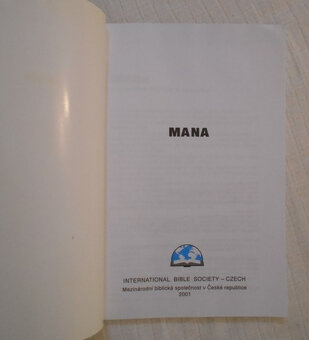 MANA
INTERNATIONAL BIBLE SOCIETY – CZECH
Mezinárodní biblická společnost v České republice
2001